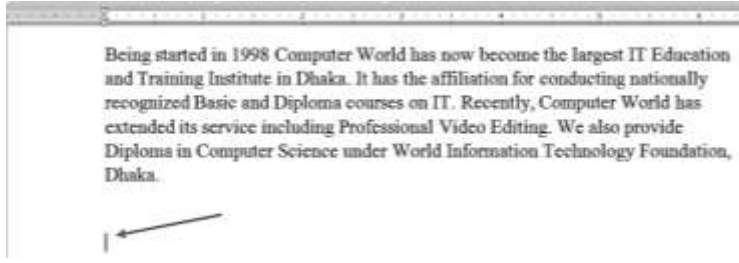 Being started in 1998 Computer World has now become the largest IT Education
and Training Institute in Dhaka. It has the affiliation for conducting nationally
recognized Basic and Diploma courses on IT. Recently, Computer World has
extended its service including Professional Video Editing. We also provide
Diploma in Computer Science under World Information Technology Foundation,
Dhaka.